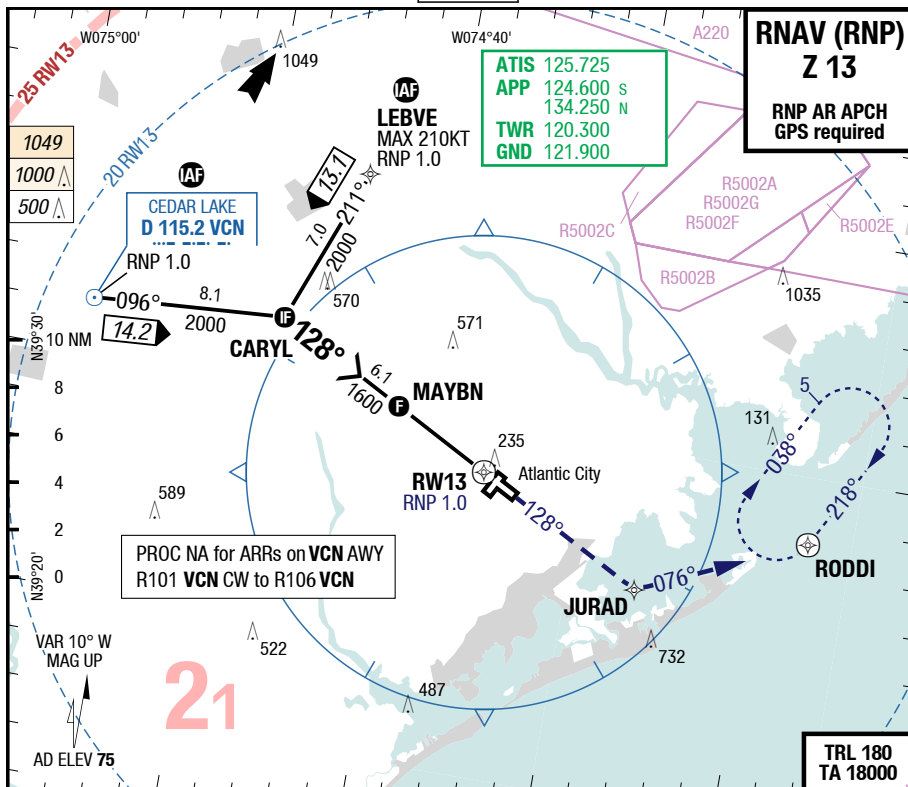 W075°00'
W074°40'
A220
RNAV (RNP)
Z 13
RNP AR APCH
GPS required
25 RW13
1049
IAF
LEBVE
MAX 210KT
RNP 1.0
ATIS 125.725
APP 124.600 S
134.250 N
TWR 120.300
GND 121.900
1049
1000
500
20 RW13
IAF
CEDAR LAKE
D 115.2 VCN
RNP 1.0
13.1
211°
7.0
2000
R5002A
R5002G
R5002F
R5002C
R5002E
R5002B
1035
570
096°
8.1
2000
14.2
IF
CARYL
128°
6.1
1600
571
F
MAYBN
N39°30'
10 NM
8
6
4
2
0
N39°20'
235
RW13
RNP 1.0
Atlantic City
131
5
038°
218°
RODDI
589
128°
076°
JURAD
PROC NA for ARRs on VCN AWY
R101 VCN CW to R106 VCN
522
732
487
VAR 10° W
MAG UP
21
AD ELEV 75
TRL 180
TA 18000